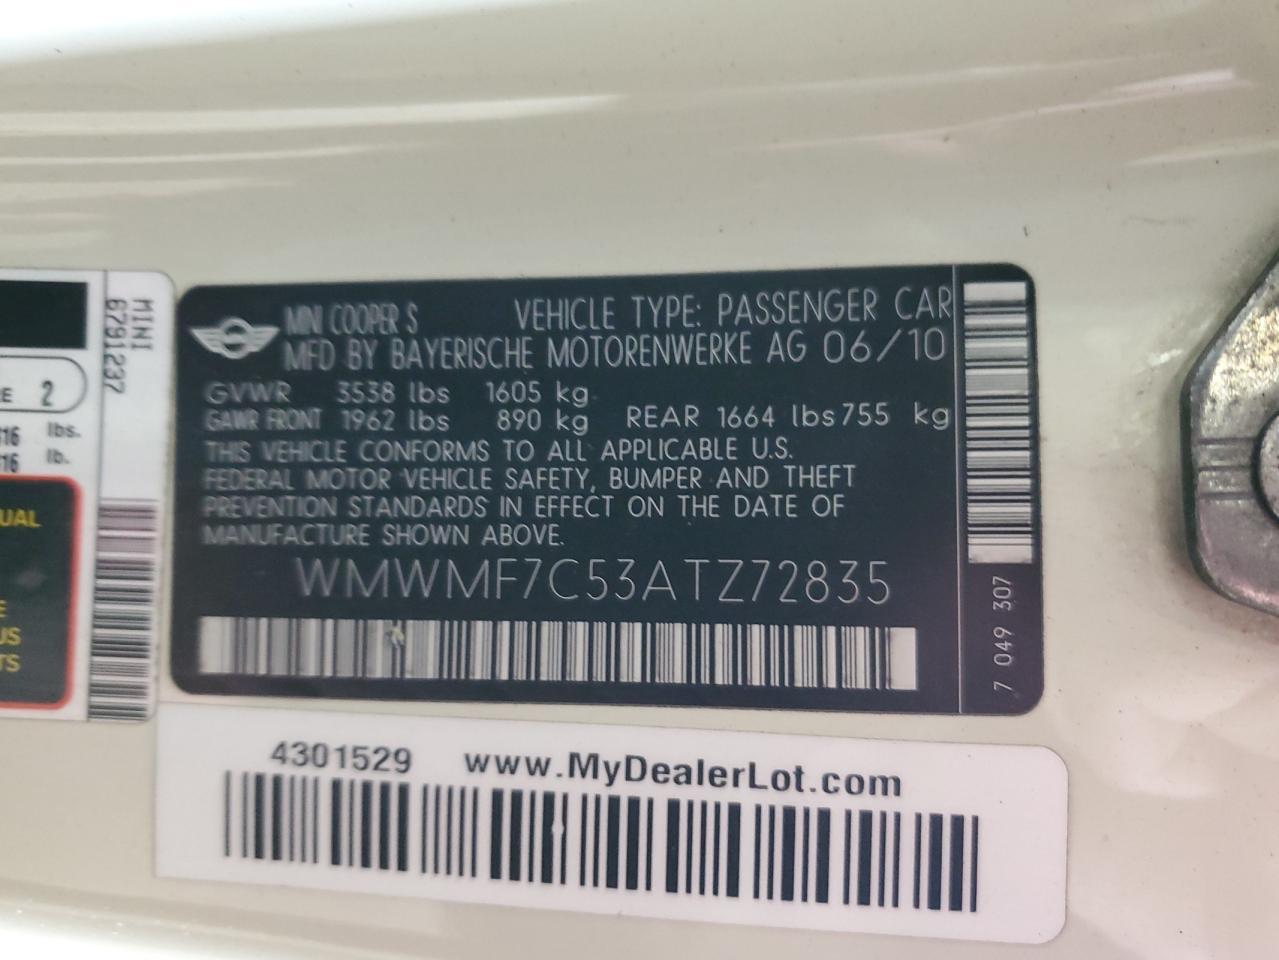 MINI COOPER S VEHICLE TYPE: PASSENGER CAR
MFD BY BAYERISCHE MOTORENWERKE AG 06/10
GVWR 3538 lbs 1605 kg
GAWR FRONT 1962 lbs 890 kg REAR 1664 lbs 755 kg
THIS VEHICLE CONFORMS TO ALL APPLICABLE U.S.
FEDERAL MOTOR VEHICLE SAFETY, BUMPER AND THEFT
PREVENTION STANDARDS IN EFFECT ON THE DATE OF
MANUFACTURE SHOWN ABOVE.
WMWMF7C53ATZ72835
7 049 307
MINI
6791237
2
lbs.
lb.
4301529 www.MyDealerLot.com